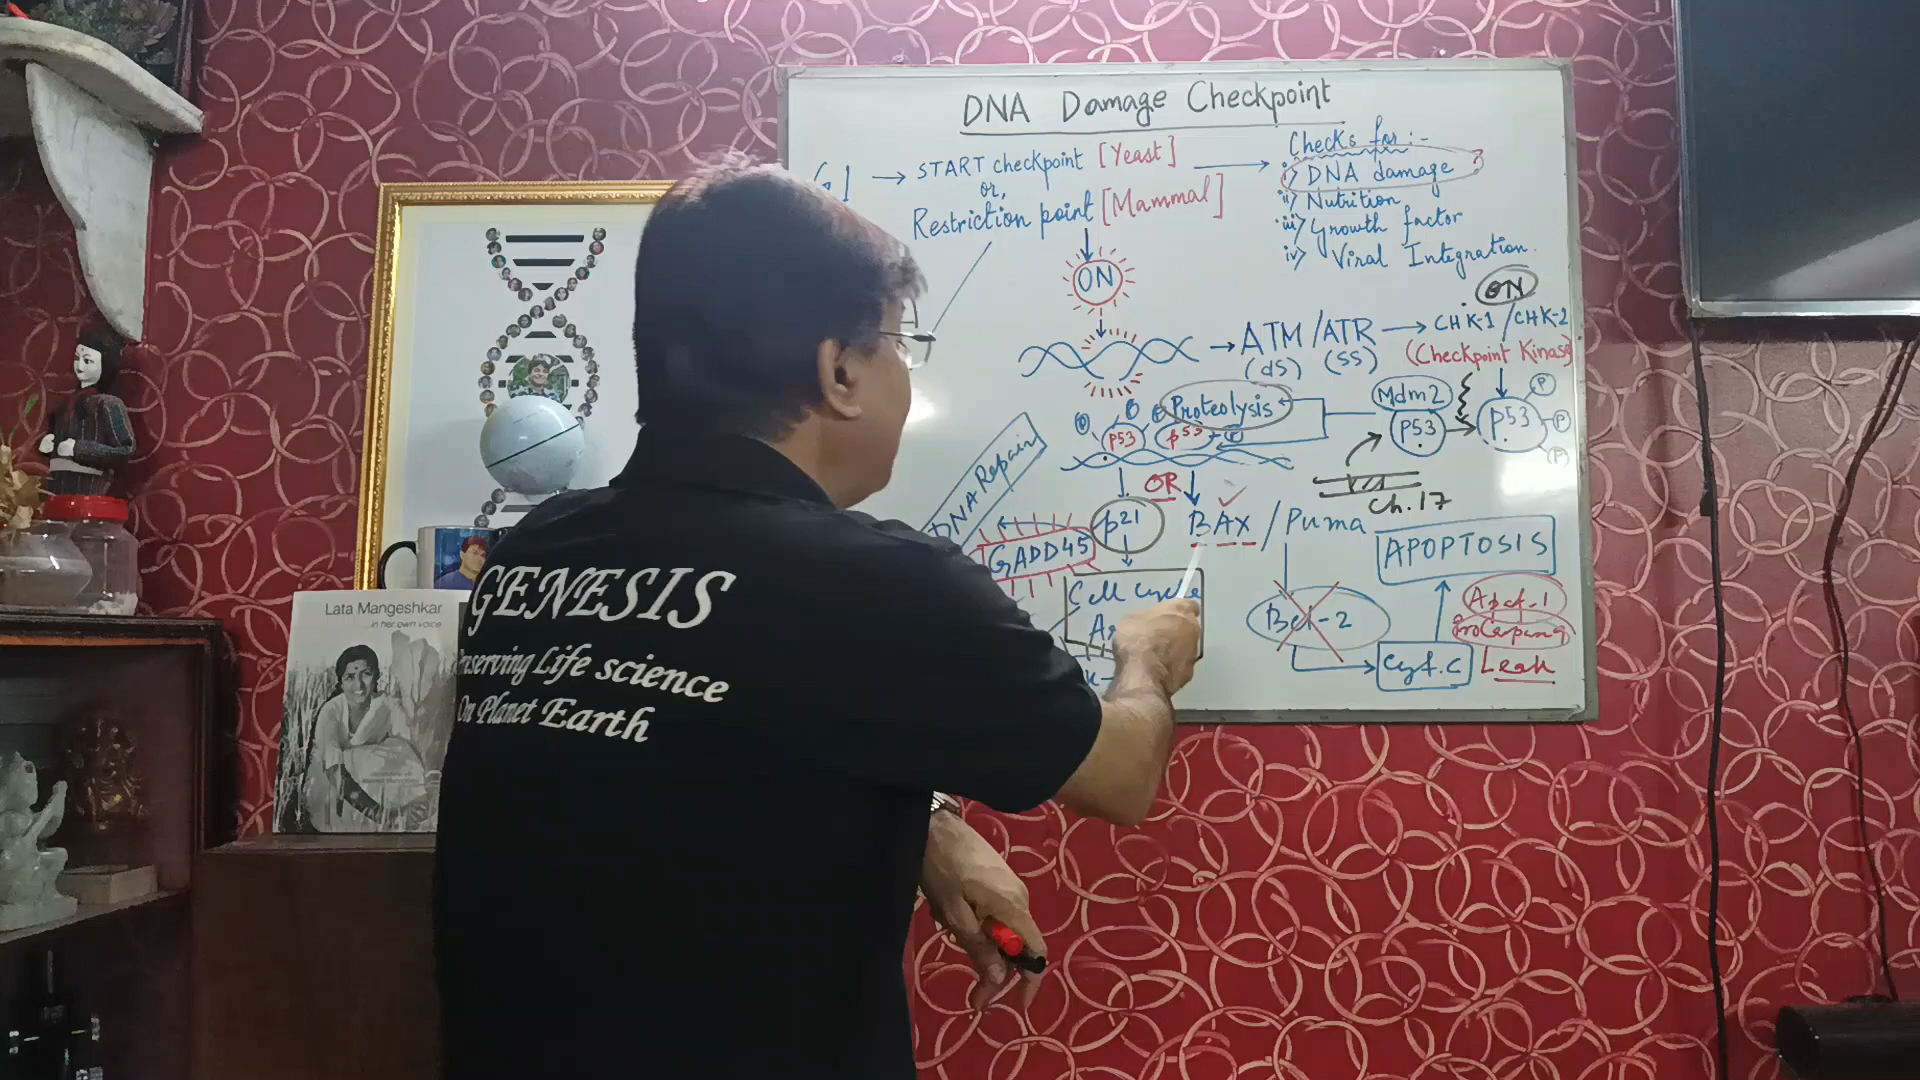 DNA Damage Checkpoint
START checkpoint [Yeast]
or,
Restriction point [Mammal]
Checks for:-
i) DNA damage ?
ii) Nutrition
iii) Growth factor
iv) Viral Integration.
ON
ON
ATM / ATR
(ds) (ss)
CHK-1 / CHK-2
(Checkpoint Kinase)
Proteolysis
Mdm2
P53
P53
P
P
(P)
P53
p53
DNA Repair
OR
Ch. 17
p21
BAX / Puma
GADD45
APOPTOSIS
Cell Cycle
Bcl-2
Apaf-1
Cyt. C Leak
GENESIS
Life science
On Planet Earth
Lata Mangeshkar
...in her own voice